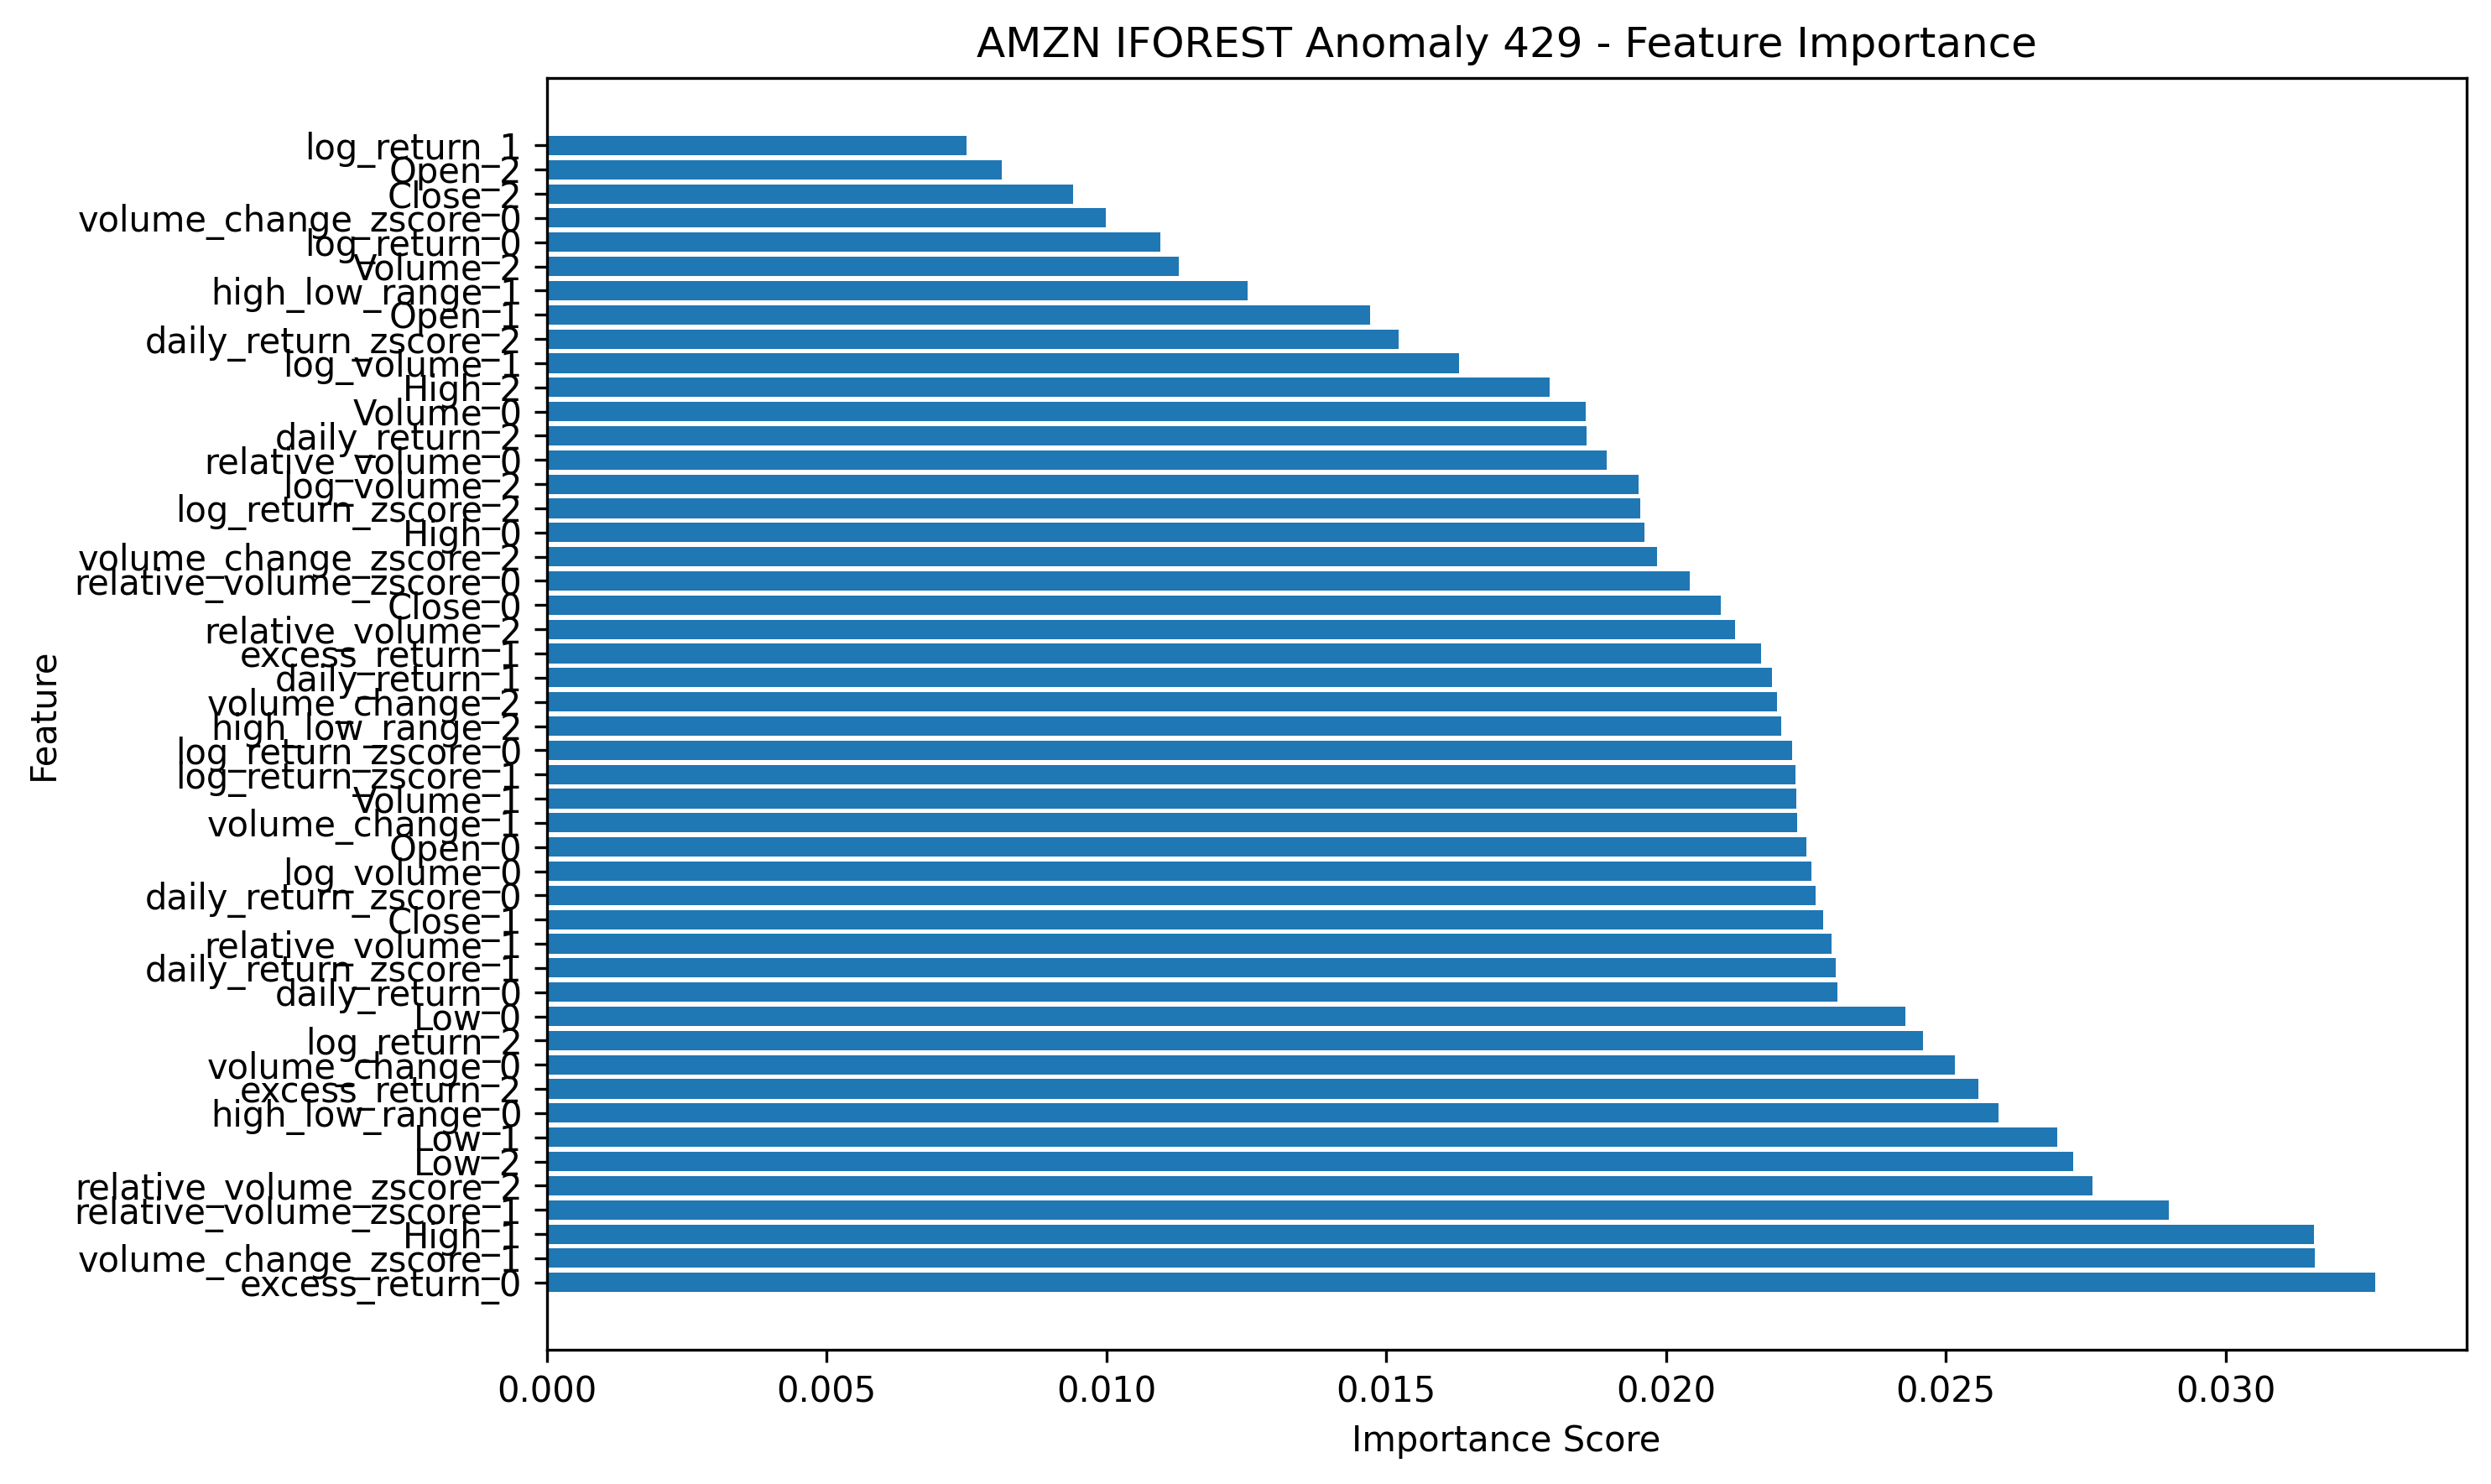 AMZN IFOREST Anomaly 429 - Feature Importance
log_return_1
Open_2
Close_2
volume_change_zscore_0
log_return_0
Volume_2
high_low_range_1
Open_1
daily_return_zscore_2
log_volume_1
High_2
Volume_0
daily_return_2
relative_volume_0
log_volume_2
log_return_zscore_2
High_0
volume_change_zscore_2
relative_volume_zscore_0
Close_0
relative_volume_2
excess_return_1
daily_return_1
volume_change_2
high_low_range_2
log_return_zscore_0
log_return_zscore_1
Volume_1
volume_change_1
Open_0
log_volume_0
daily_return_zscore_0
Close_1
relative_volume_1
daily_return_zscore_1
daily_return_0
Low_0
log_return_2
volume_change_0
excess_return_2
high_low_range_0
Low_1
Low_2
relative_volume_zscore_2
relative_volume_zscore_1
High_1
volume_change_zscore_1
excess_return_0
Feature
0.000 0.005 0.010 0.015 0.020 0.025 0.030
Importance Score